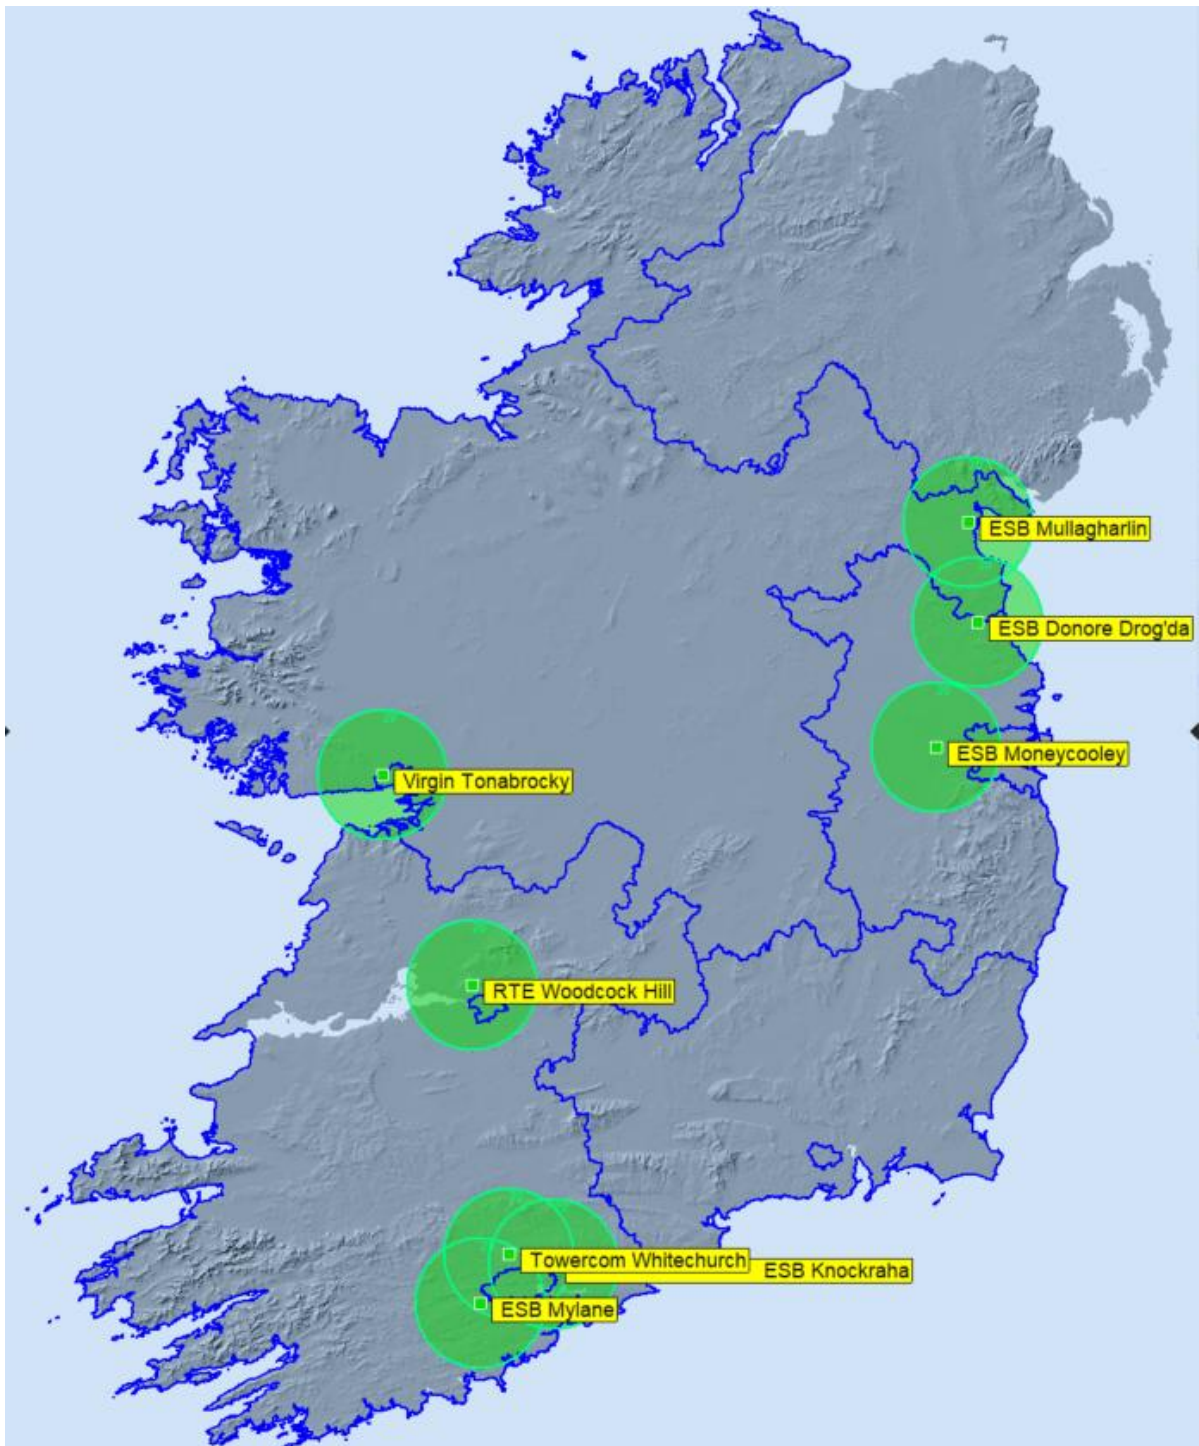 ESB Mullagharlin
ESB Donore Drog'da
ESB Moneycooley
Virgin Tonabrocky
RTE Woodcock Hill
Towercom Whitechurch
ESB Knockraha
ESB Mylane